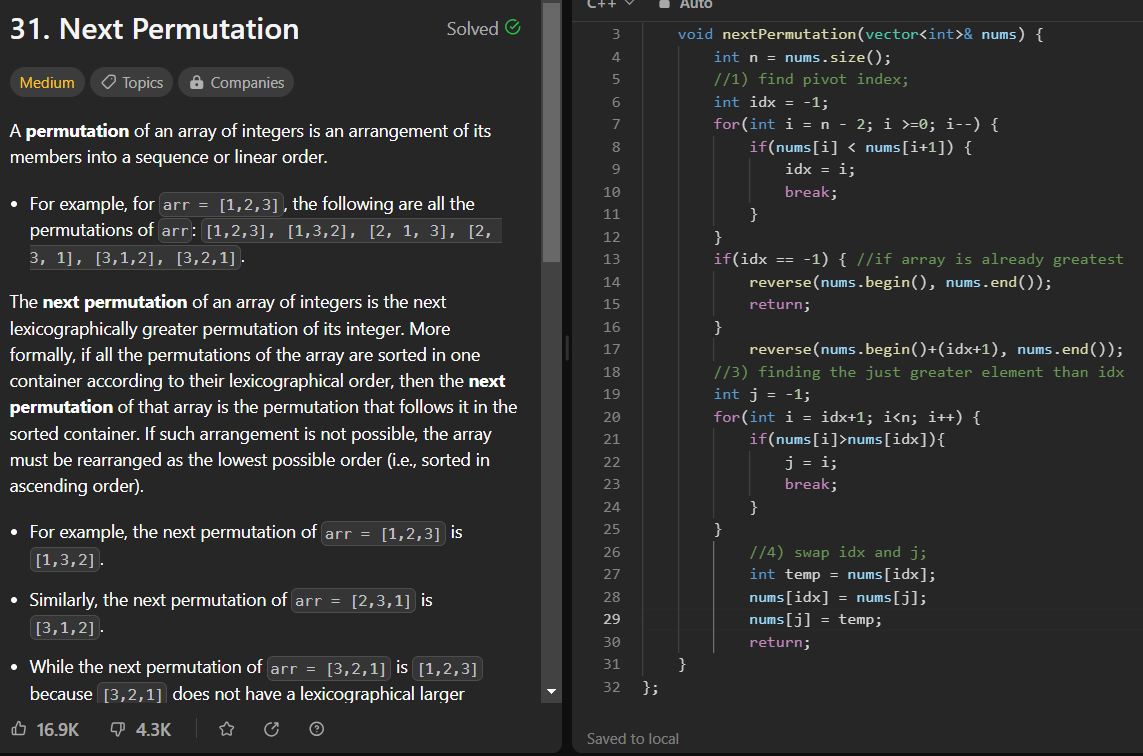 31. Next Permutation
Solved
Medium
Topics
Companies
A permutation of an array of integers is an arrangement of its
members into a sequence or linear order.
• For example, for arr = [1,2,3], the following are all the
permutations of arr: [1,2,3], [1,3,2], [2, 1, 3], [2,
3, 1], [3,1,2], [3,2,1].
The next permutation of an array of integers is the next
lexicographically greater permutation of its integer. More
formally, if all the permutations of the array are sorted in one
container according to their lexicographical order, then the next
permutation of that array is the permutation that follows it in the
sorted container. If such arrangement is not possible, the array
must be rearranged as the lowest possible order (i.e., sorted in
ascending order).
• For example, the next permutation of arr = [1,2,3] is
[1,3,2].
• Similarly, the next permutation of arr = [2,3,1] is
[3,1,2].
• While the next permutation of arr = [3,2,1] is [1,2,3]
because [3,2,1] does not have a lexicographical larger
16.9K
4.3K
C++
Auto
3 void nextPermutation(vector<int>& nums) {
4 int n = nums.size();
5 //1) find pivot index;
6 int idx = -1;
7 for(int i = n - 2; i >=0; i--) {
8 if(nums[i] < nums[i+1]) {
9 idx = i;
10 break;
11 }
12 }
13 if(idx == -1) { //if array is already greatest
14 reverse(nums.begin(), nums.end());
15 return;
16 }
17 reverse(nums.begin()+(idx+1), nums.end());
18 //3) finding the just greater element than idx
19 int j = -1;
20 for(int i = idx+1; i<n; i++) {
21 if(nums[i]>nums[idx]){
22 j = i;
23 break;
24 }
25 }
26 //4) swap idx and j;
27 int temp = nums[idx];
28 nums[idx] = nums[j];
29 nums[j] = temp;
30 return;
31 }
32 };
Saved to local